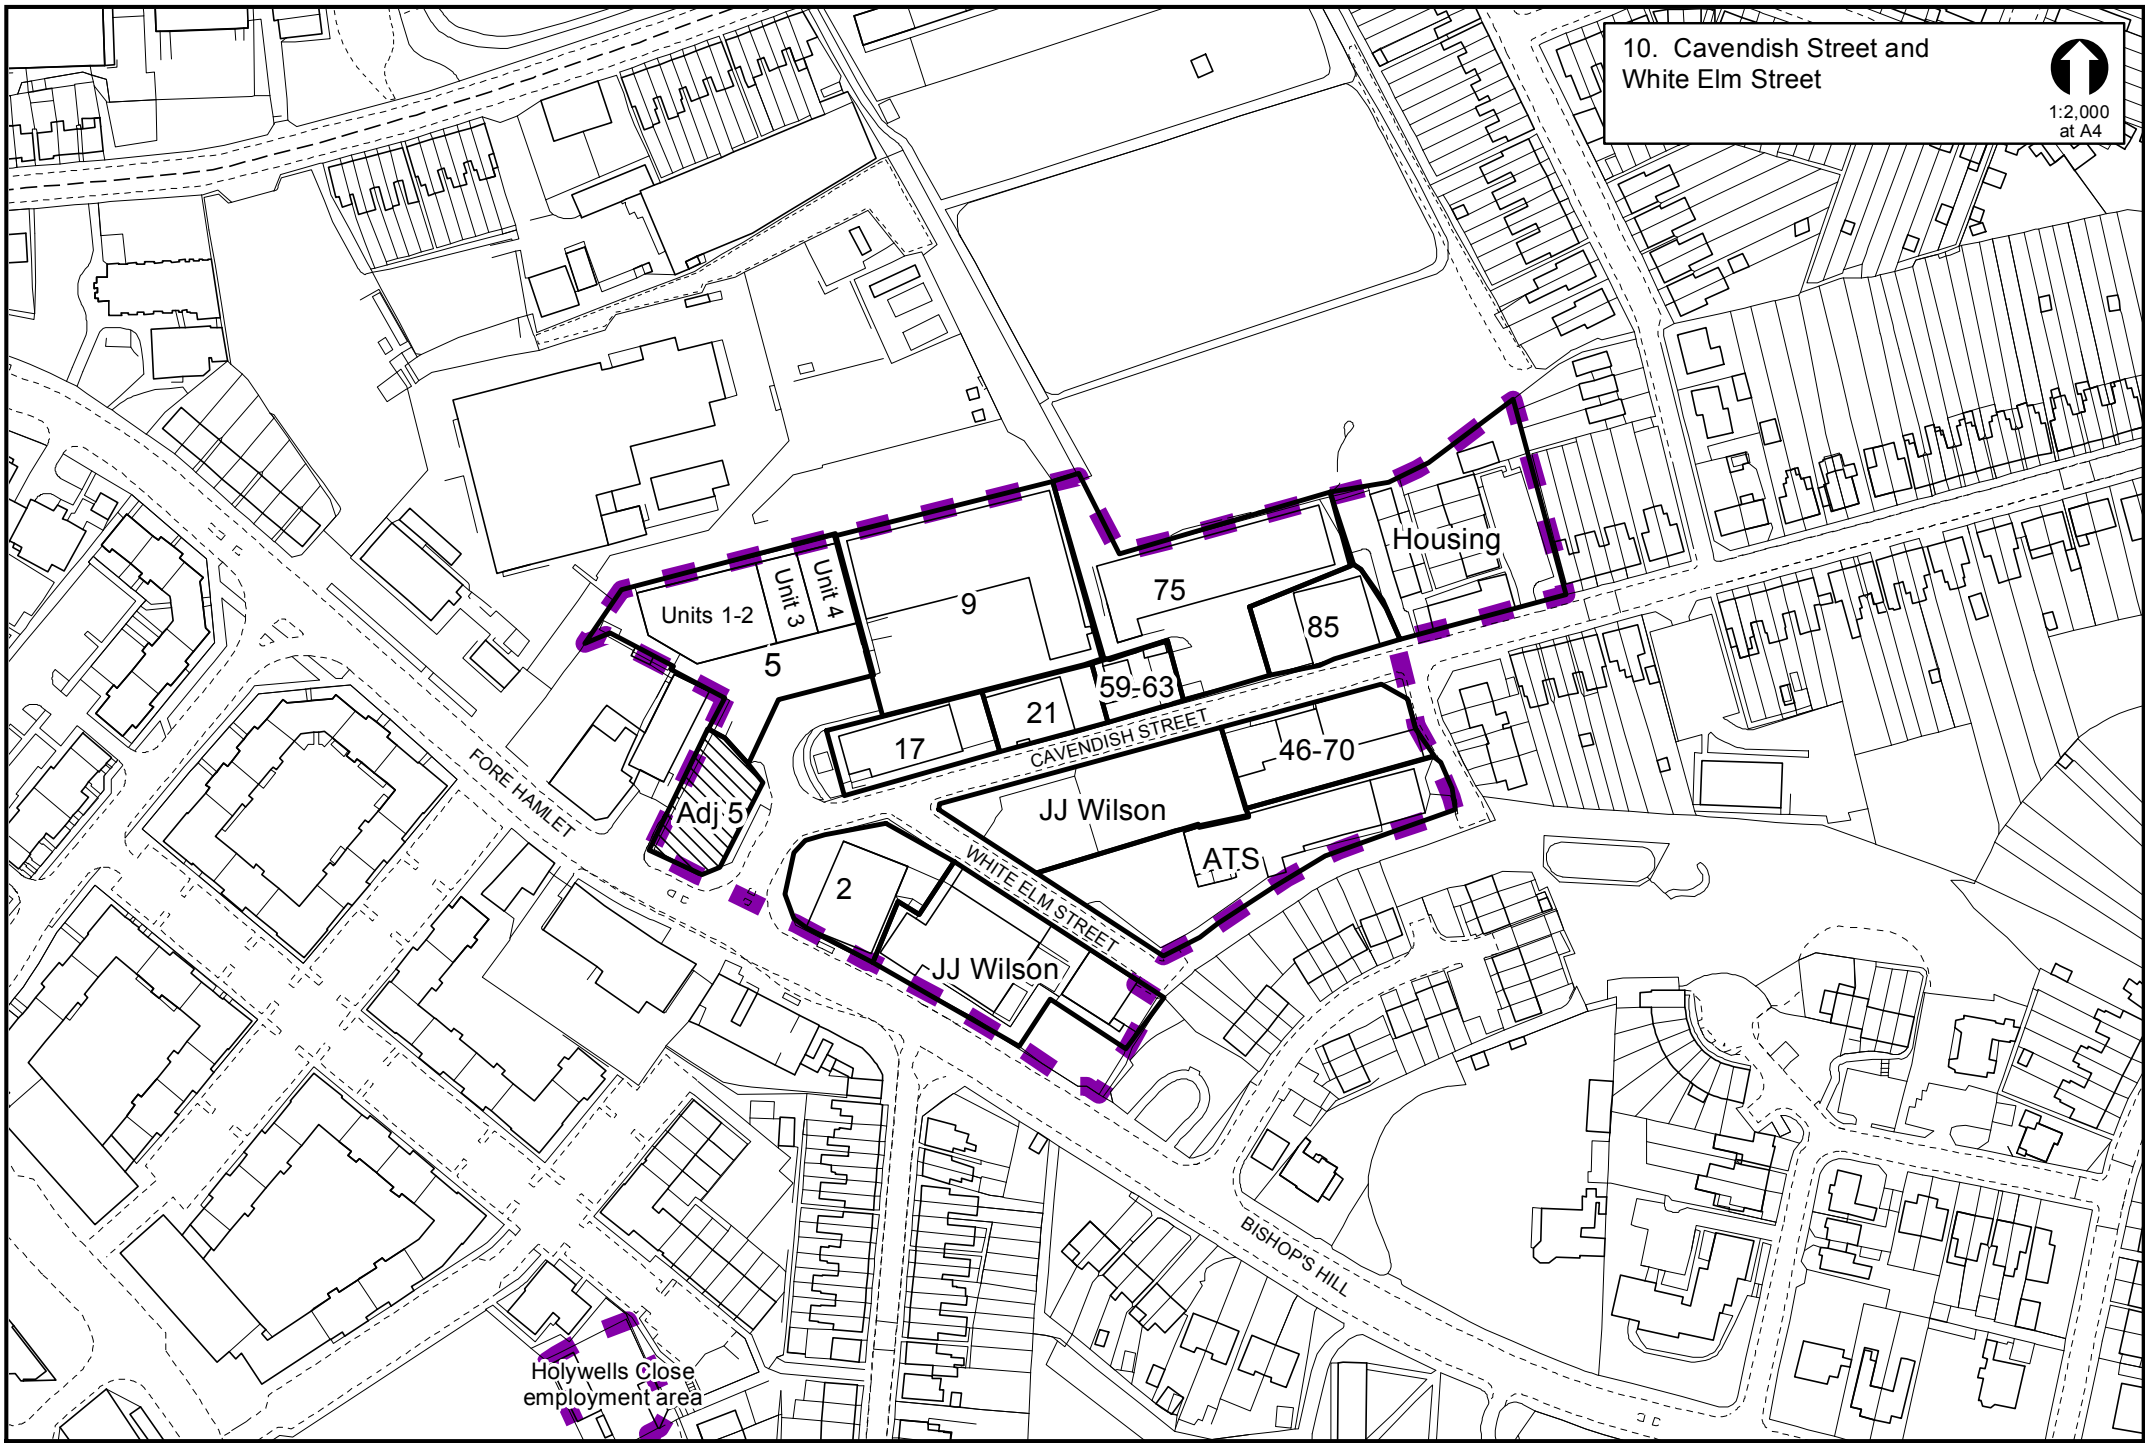 10. Cavendish Street and
White Elm Street
1:2,000
at A4
Housing
Units 1-2
Unit 3
Unit 4
9
75
85
5
59-63
21
17
CAVENDISH STREET
46-70
FORE HAMLET
Adj 5
JJ Wilson
ATS
2
WHITE ELM STREET
JJ Wilson
BISHOP'S HILL
Holywells Close
employment area